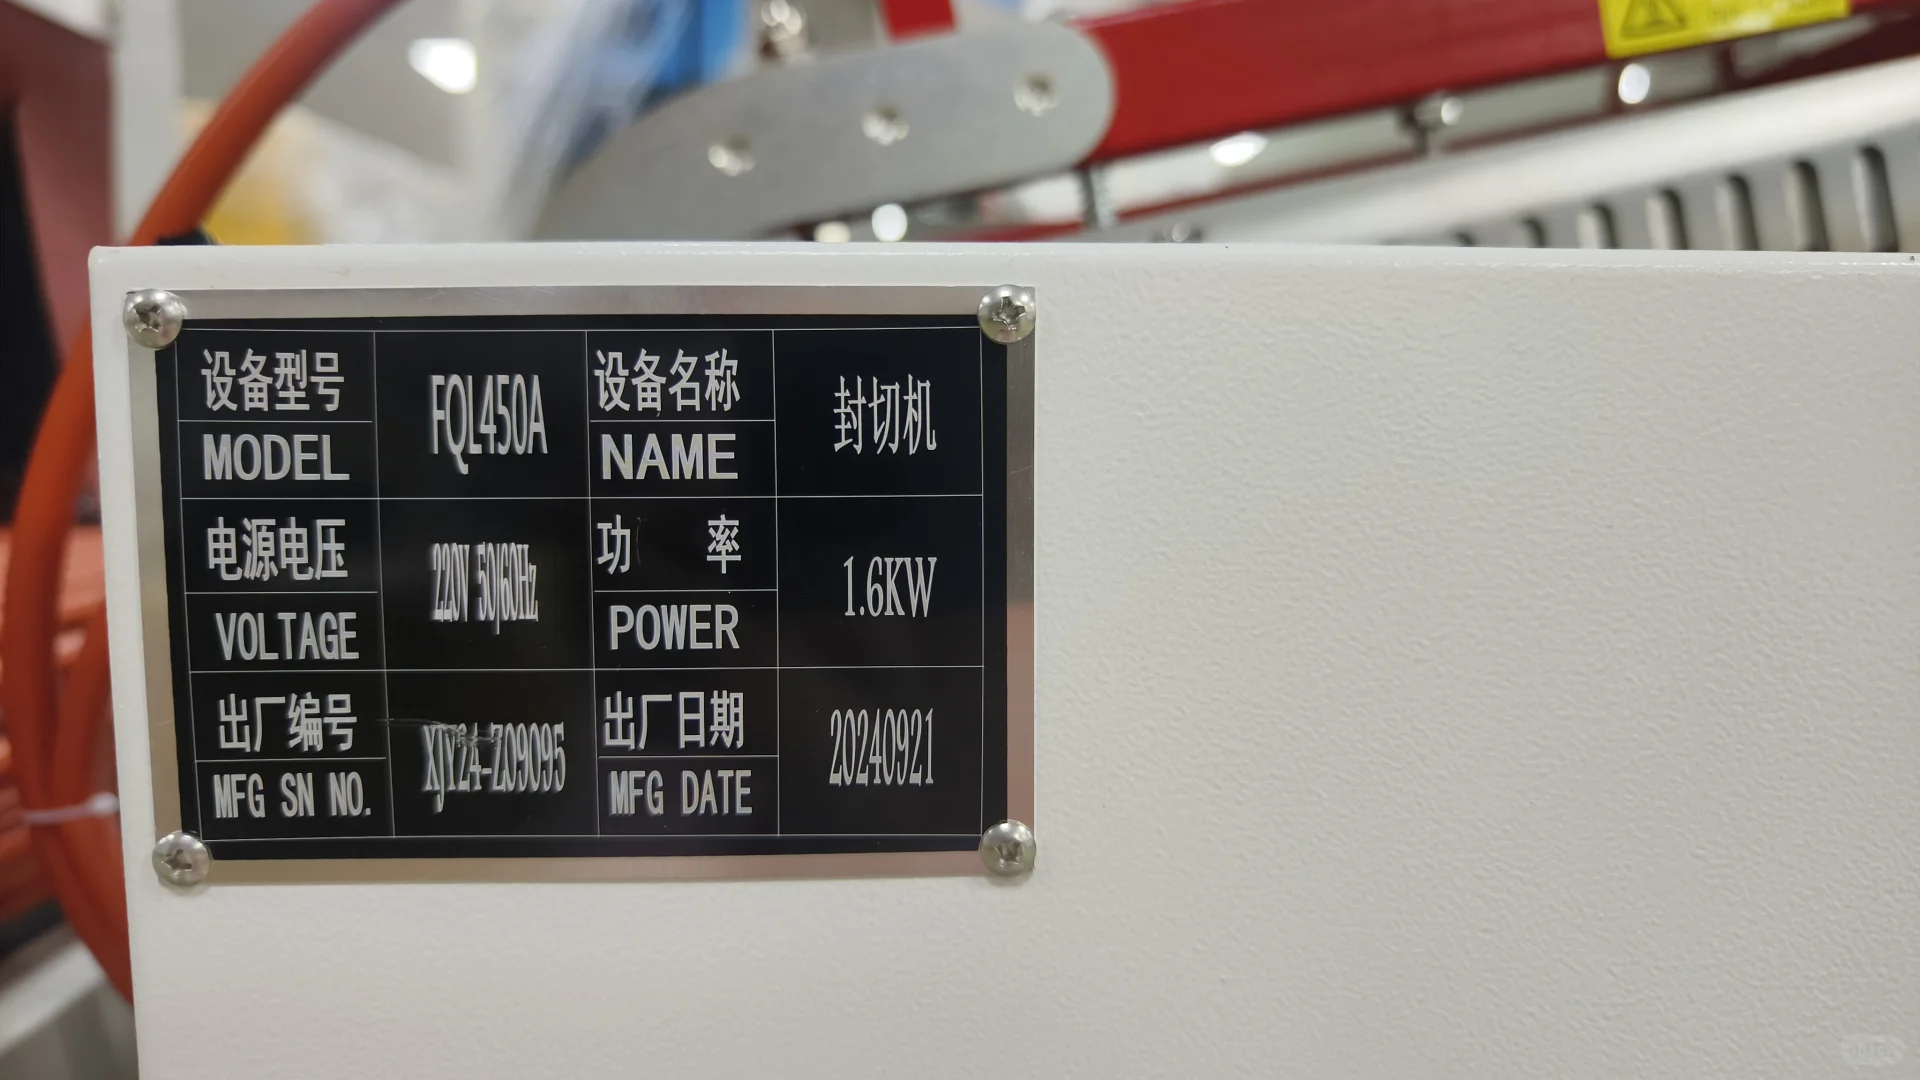 设备型号
MODEL
FQL450A
设备名称
NAME
封切机
电源电压
VOLTAGE
220V 50/60Hz
功 率
POWER
1.6KW
出厂编号
MFG SN NO.
XJY24-Z09095
出厂日期
MFG DATE
20240921